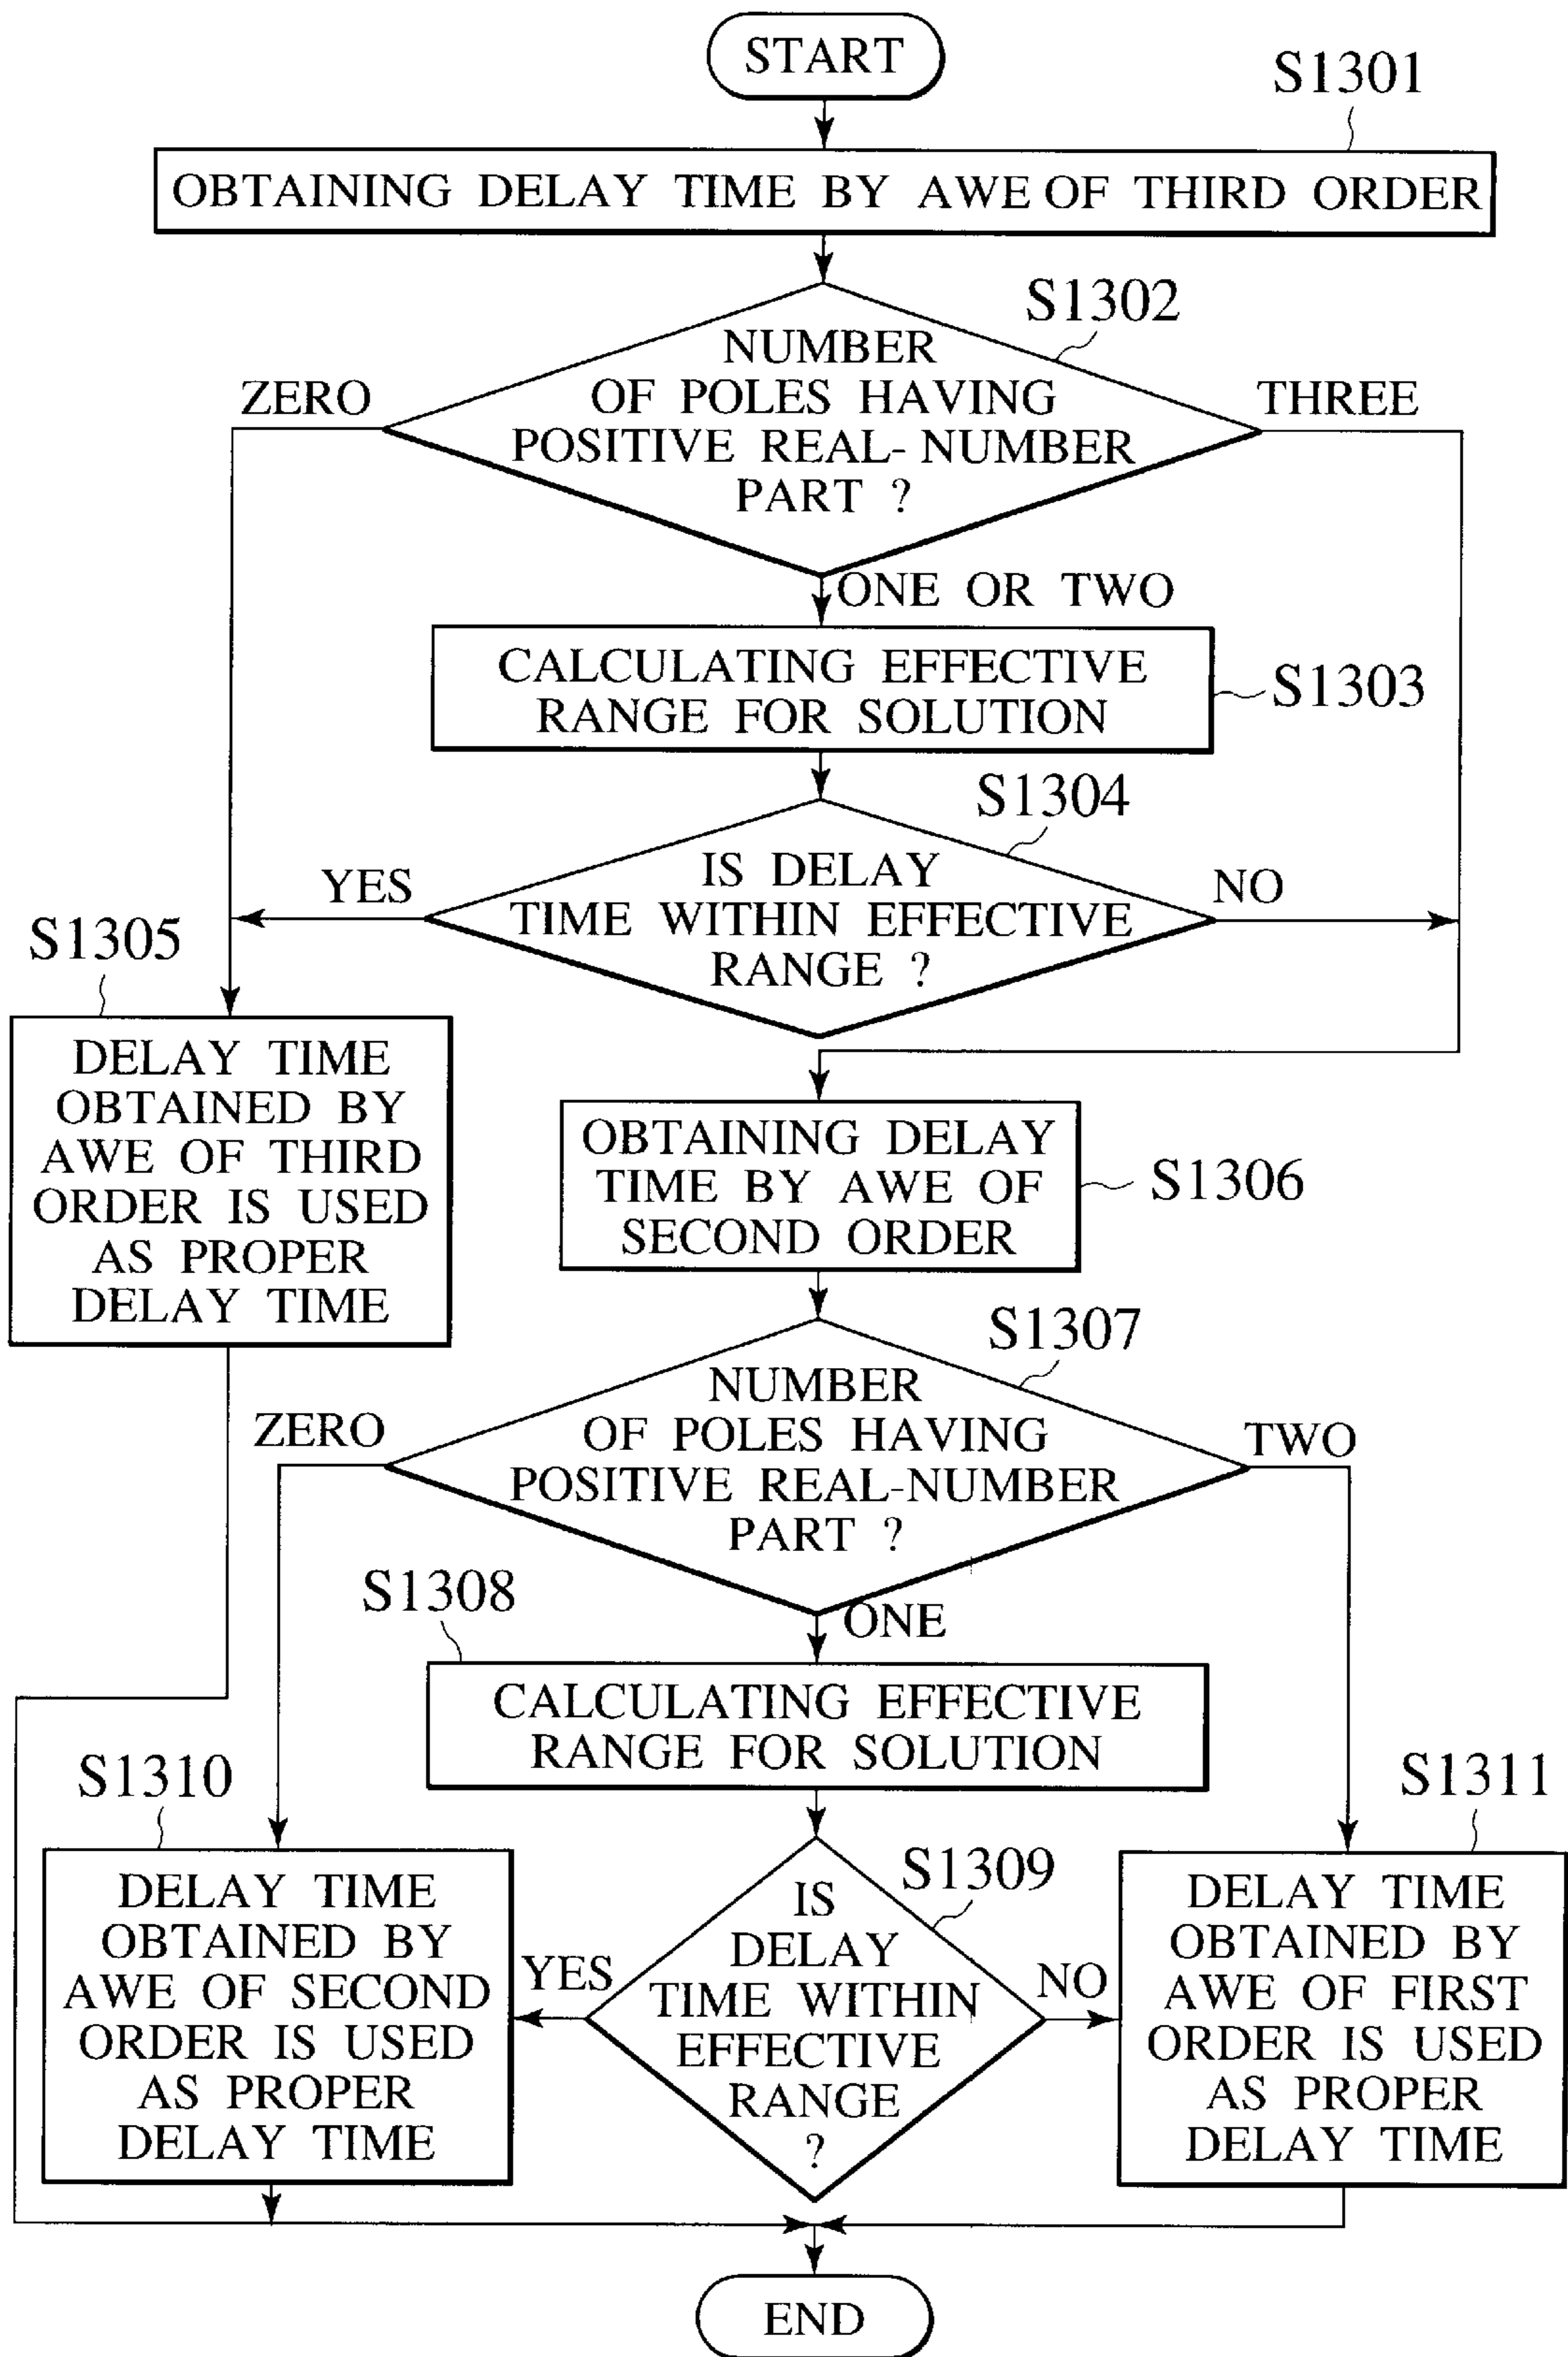 START
S1301
OBTAINING DELAY TIME BY AWE OF THIRD ORDER
S1302
NUMBER
OF POLES HAVING
POSITIVE REAL- NUMBER
PART ?
ZERO
THREE
ONE OR TWO
CALCULATING EFFECTIVE
RANGE FOR SOLUTION
S1303
S1304
IS DELAY
TIME WITHIN EFFECTIVE
RANGE ?
YES
NO
S1305
DELAY TIME
OBTAINED BY
AWE OF THIRD
ORDER IS USED
AS PROPER
DELAY TIME
OBTAINING DELAY
TIME BY AWE OF
SECOND ORDER
S1306
S1307
NUMBER
OF POLES HAVING
POSITIVE REAL-NUMBER
PART ?
ZERO
TWO
ONE
S1308
CALCULATING EFFECTIVE
RANGE FOR SOLUTION
S1310
DELAY TIME
OBTAINED BY
AWE OF SECOND
ORDER IS USED
AS PROPER
DELAY TIME
S1309
IS
DELAY
TIME WITHIN
EFFECTIVE
RANGE
?
YES
NO
S1311
DELAY TIME
OBTAINED BY
AWE OF FIRST
ORDER IS USED
AS PROPER
DELAY TIME
END